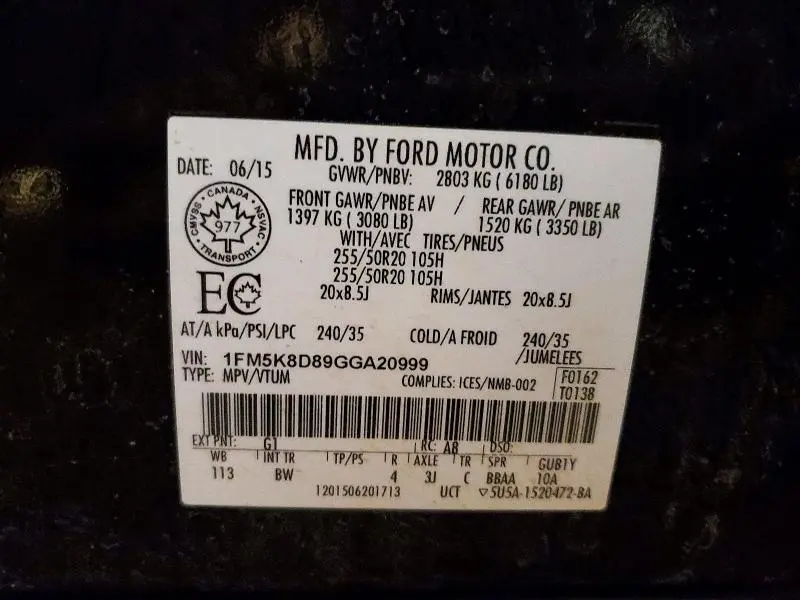 MFD. BY FORD MOTOR CO.
DATE: 06/15
GVWR/PNBV: 2803 KG ( 6180 LB)
FRONT GAWR/PNBE AV / REAR GAWR/ PNBE AR
1397 KG ( 3080 LB) 1520 KG ( 3350 LB)
WITH/AVEC TIRES/PNEUS
255/50R20 105H
255/50R20 105H
20x8.5J RIMS/JANTES 20x8.5J
CMVSS · CANADA · NSVAC
977
· TRANSPORT ·
EC
AT/A kPa/PSI/LPC 240/35 COLD/A FROID 240/35
/JUMELEES
VIN: 1FM5K8D89GGA20999
TYPE: MPV/VTUM COMPLIES: ICES/NMB-002
F0162
T0138
EXT PNT: G1 RC: A8 DSO:
WB INT TR TP/PS R AXLE TR SPR GUB1Y
113 BW 4 3J C BBAA 10A
1201506201713 UCT ▽5U5A-1520472-BA